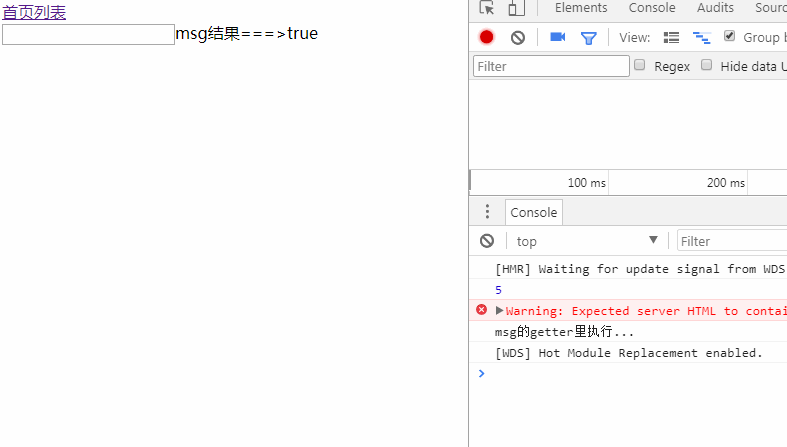 首页列表
msg结果===>true
Elements Console Audits Sourc
View: Group b
Filter Regex Hide data U
100 ms 200 ms
Console
top Filter
[HMR] Waiting for update signal from WDS
5
Warning: Expected server HTML to contai
msg的getter里执行...
[WDS] Hot Module Replacement enabled.